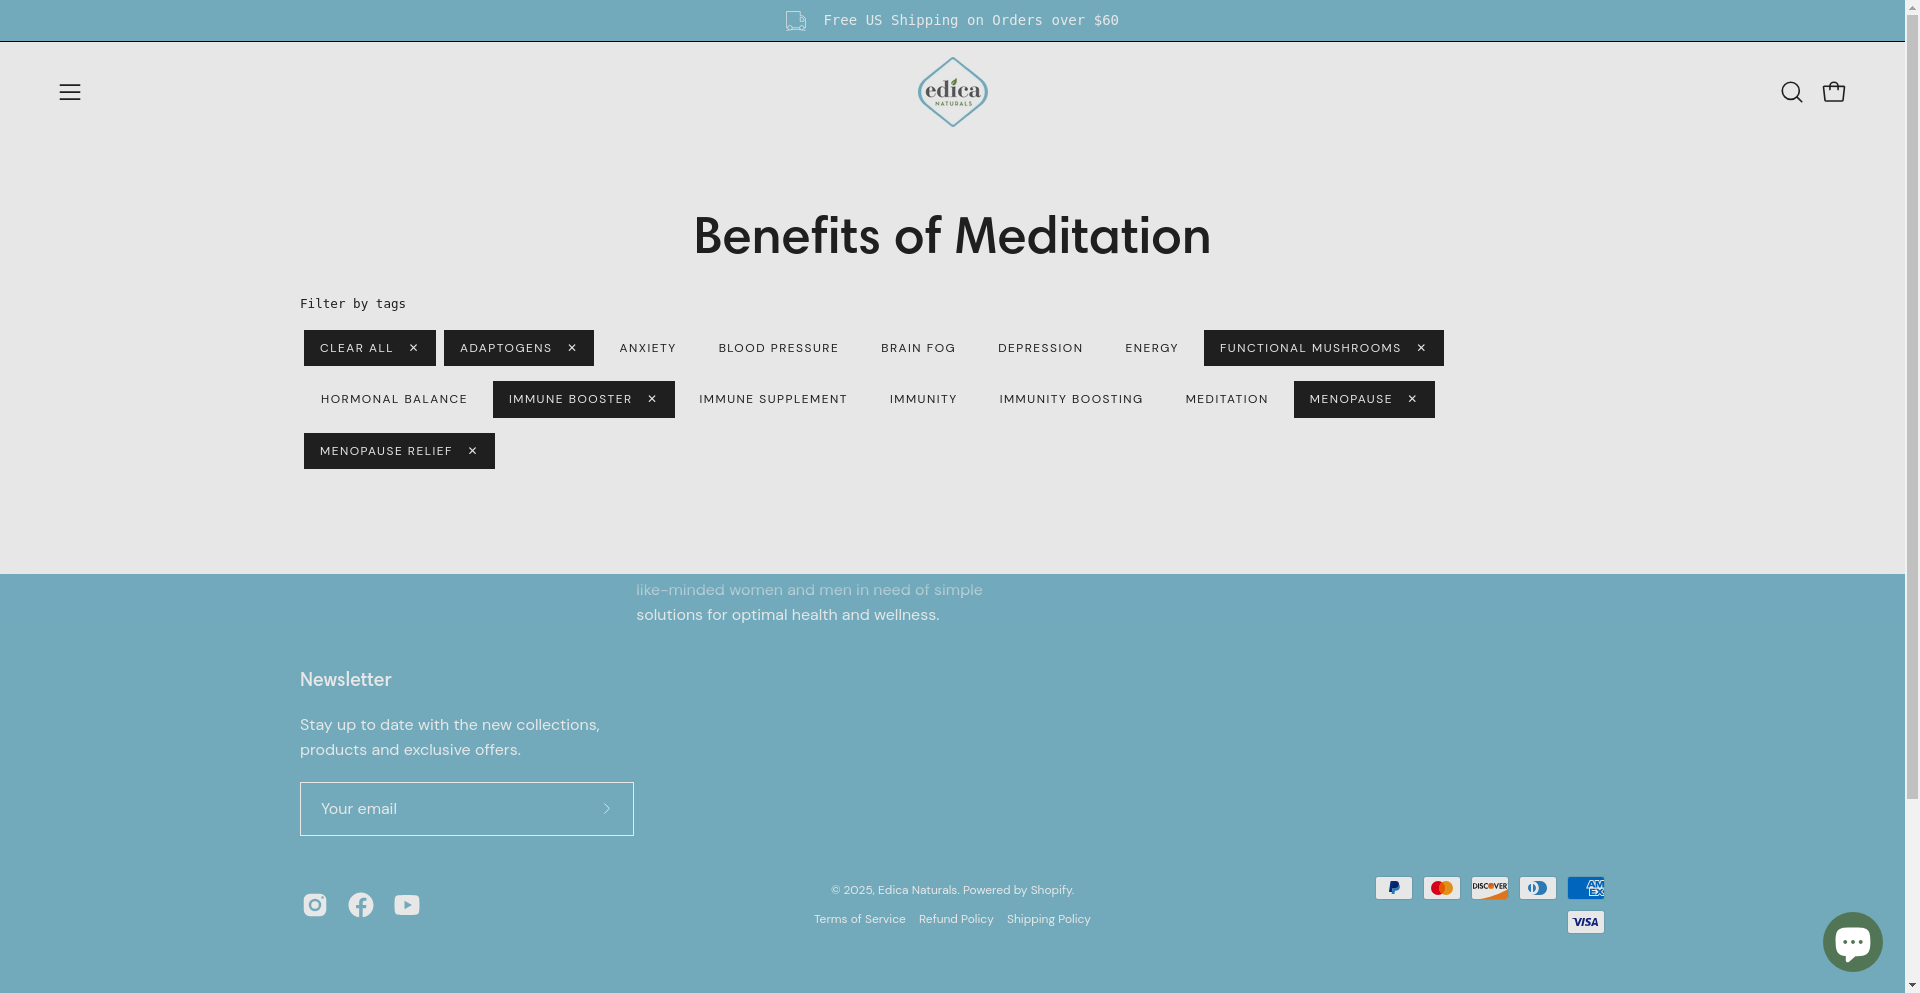 Free US Shipping on Orders over $60
edica
NATURALS
Benefits of Meditation
Filter by tags
CLEAR ALL ✕ ADAPTOGENS ✕ ANXIETY BLOOD PRESSURE BRAIN FOG DEPRESSION ENERGY FUNCTIONAL MUSHROOMS ✕
HORMONAL BALANCE IMMUNE BOOSTER ✕ IMMUNE SUPPLEMENT IMMUNITY IMMUNITY BOOSTING MEDITATION MENOPAUSE ✕
MENOPAUSE RELIEF ✕
like-minded women and men in need of simple
solutions for optimal health and wellness.
Newsletter
Stay up to date with the new collections,
products and exclusive offers.
Your email
© 2025, Edica Naturals. Powered by Shopify.
Terms of Service Refund Policy Shipping Policy
DISCOVER
AM
EX
VISA